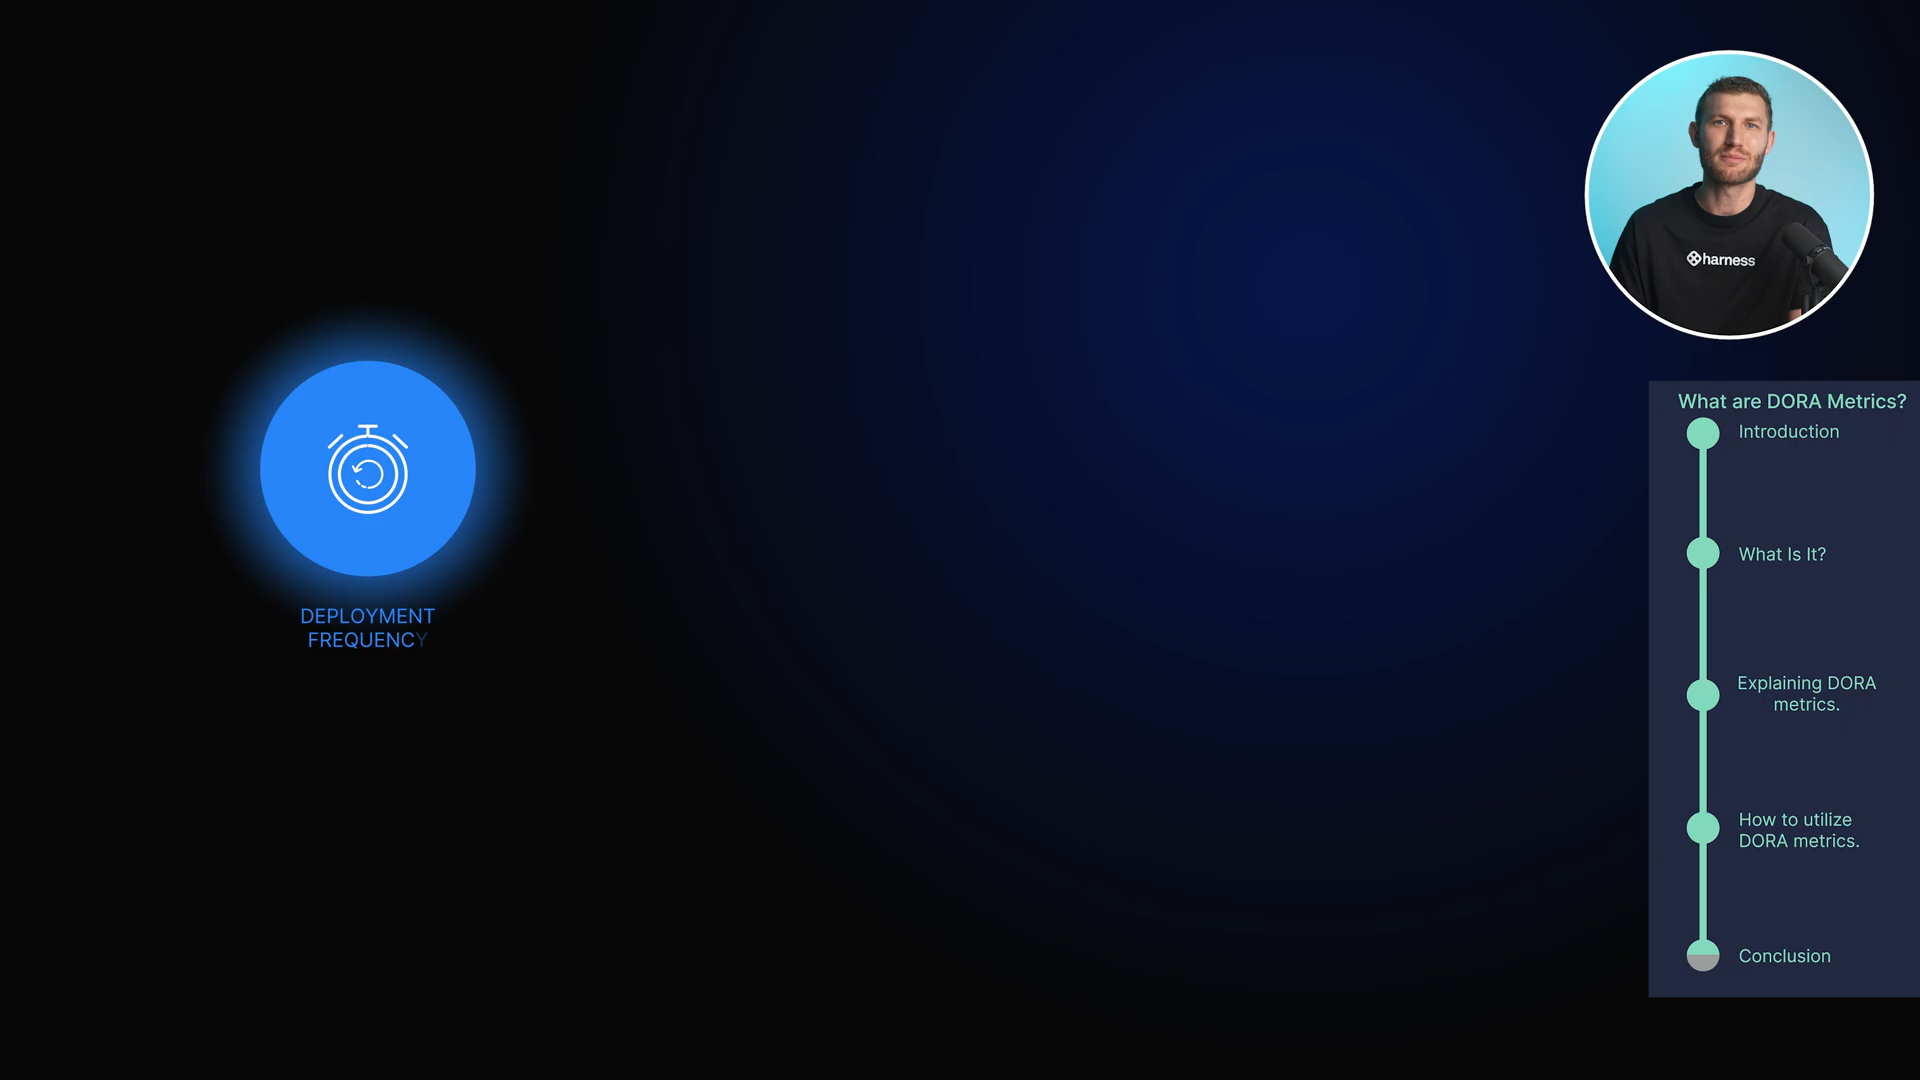 harness
DEPLOYMENT
FREQUENCY
What are DORA Metrics?
Introduction
What Is It?
Explaining DORA
metrics.
How to utilize
DORA metrics.
Conclusion